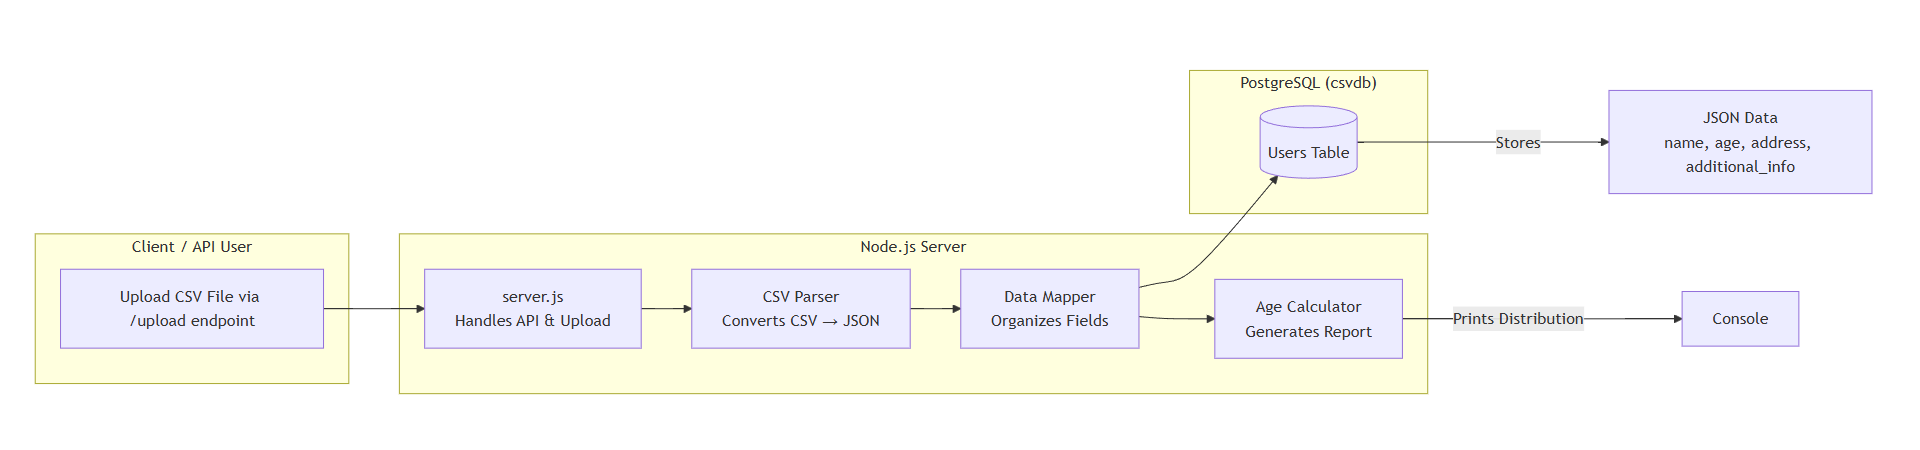 Client / API User
Upload CSV File via
/upload endpoint
Node.js Server
server.js
Handles API & Upload
CSV Parser
Converts CSV → JSON
Data Mapper
Organizes Fields
Age Calculator
Generates Report
PostgreSQL (csvdb)
Users Table
Stores
JSON Data
name, age, address,
additional_info
Prints Distribution
Console